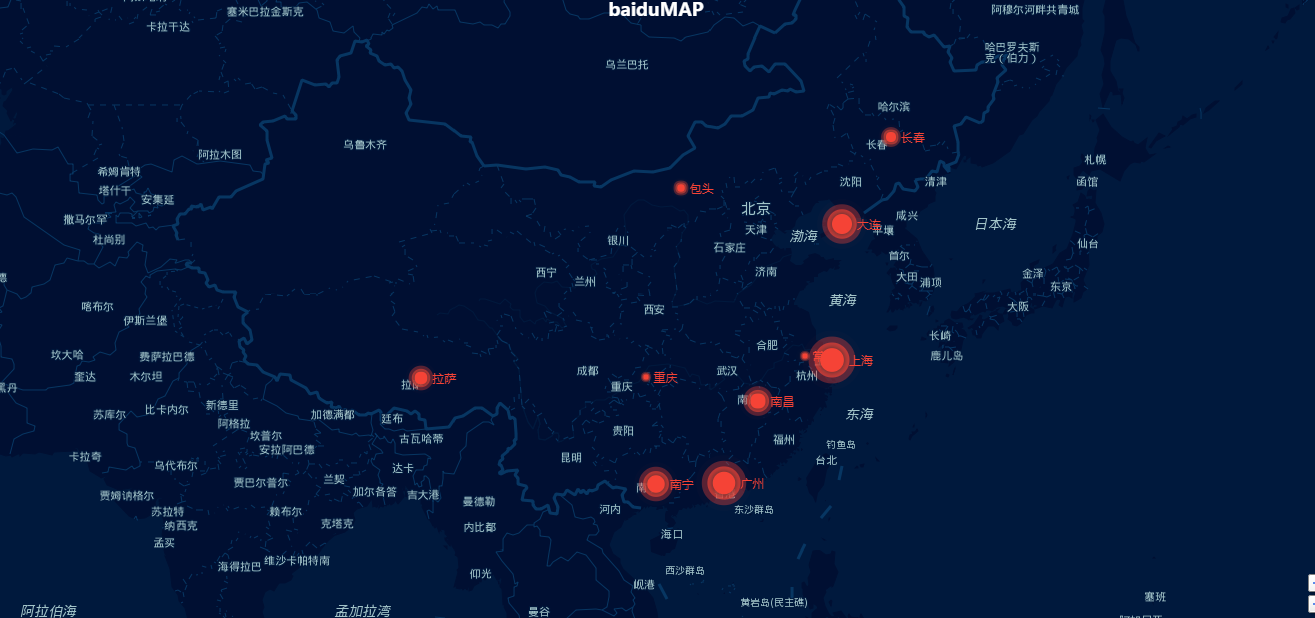 baiduMAP
塞米巴拉金斯克
阿穆尔河畔共青城
卡拉干达
哈巴罗夫斯
克（伯力）
乌兰巴托
哈尔滨
长春
长春
乌鲁木齐
阿拉木图
札幌
希姆肯特
沈阳
清津
函馆
塔什干
包头
安集延
北京
咸兴
撒马尔罕
大连
日本海
天津
平壤
渤海
杜尚别
银川
石家庄
仙台
首尔
西宁
兰州
济南
大田
浦项
金泽
东京
喀布尔
黄海
大阪
西安
伊斯兰堡
长崎
合肥
坎大哈
费萨拉巴德
鹿儿岛
上海
成都
武汉
杭州
奎达
木尔坦
拉萨
重庆
重庆
黑丹
新德里
南昌
苏库尔
比卡内尔
加德满都
廷布
东海
阿格拉
坎普尔
古瓦哈蒂
贵阳
福州
钓鱼岛
安拉阿巴德
卡拉奇
昆明
台北
乌代布尔
达卡
贾巴尔普尔
兰契
南宁
广州
贾姆讷格尔
加尔各答
吉大港
曼德勒
苏拉特
赖布尔
河内
东沙群岛
纳西克
克塔克
内比都
海口
孟买
海得拉巴
维沙卡帕特南
仰光
西沙群岛
岘港
塞班
黄岩岛(民主礁)
阿拉伯海
孟加拉湾
曼谷